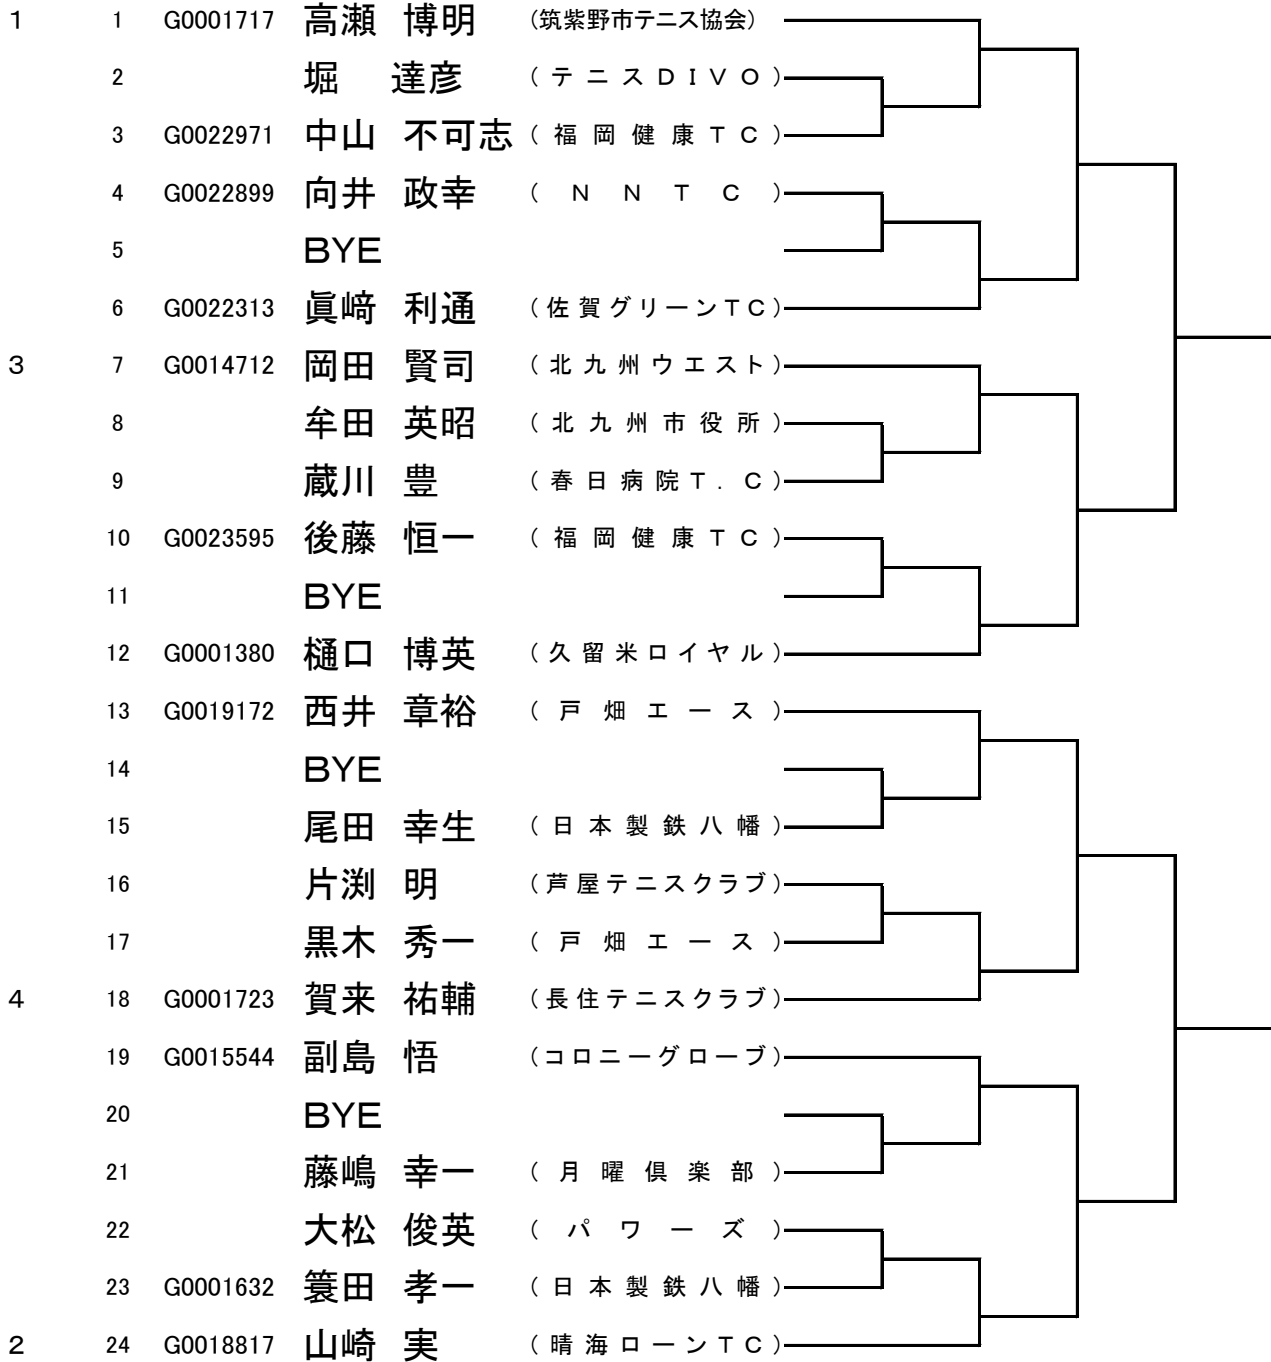 1 1 G0001717 高瀬 博明 (筑紫野市テニス協会)
2 堀 達彦 (テニスＤＩＶＯ)
3 G0022971 中山 不可志 (福岡健康ＴＣ)
4 G0022899 向井 政幸 (ＮＮＴＣ)
5 ＢＹＥ
6 G0022313 眞﨑 利通 (佐賀グリーンＴＣ)
3 7 G0014712 岡田 賢司 (北九州ウエスト)
8 牟田 英昭 (北九州市役所)
9 蔵川 豊 (春日病院Ｔ．Ｃ)
10 G0023595 後藤 恒一 (福岡健康ＴＣ)
11 ＢＹＥ
12 G0001380 樋口 博英 (久留米ロイヤル)
13 G0019172 西井 章裕 (戸畑エース)
14 ＢＹＥ
15 尾田 幸生 (日本製鉄八幡)
16 片渕 明 (芦屋テニスクラブ)
17 黒木 秀一 (戸畑エース)
4 18 G0001723 賀来 祐輔 (長住テニスクラブ)
19 G0015544 副島 悟 (コロニーグローブ)
20 ＢＹＥ
21 藤嶋 幸一 (月曜倶楽部)
22 大松 俊英 (パワーズ)
23 G0001632 簑田 孝一 (日本製鉄八幡)
2 24 G0018817 山崎 実 (晴海ローンＴＣ)